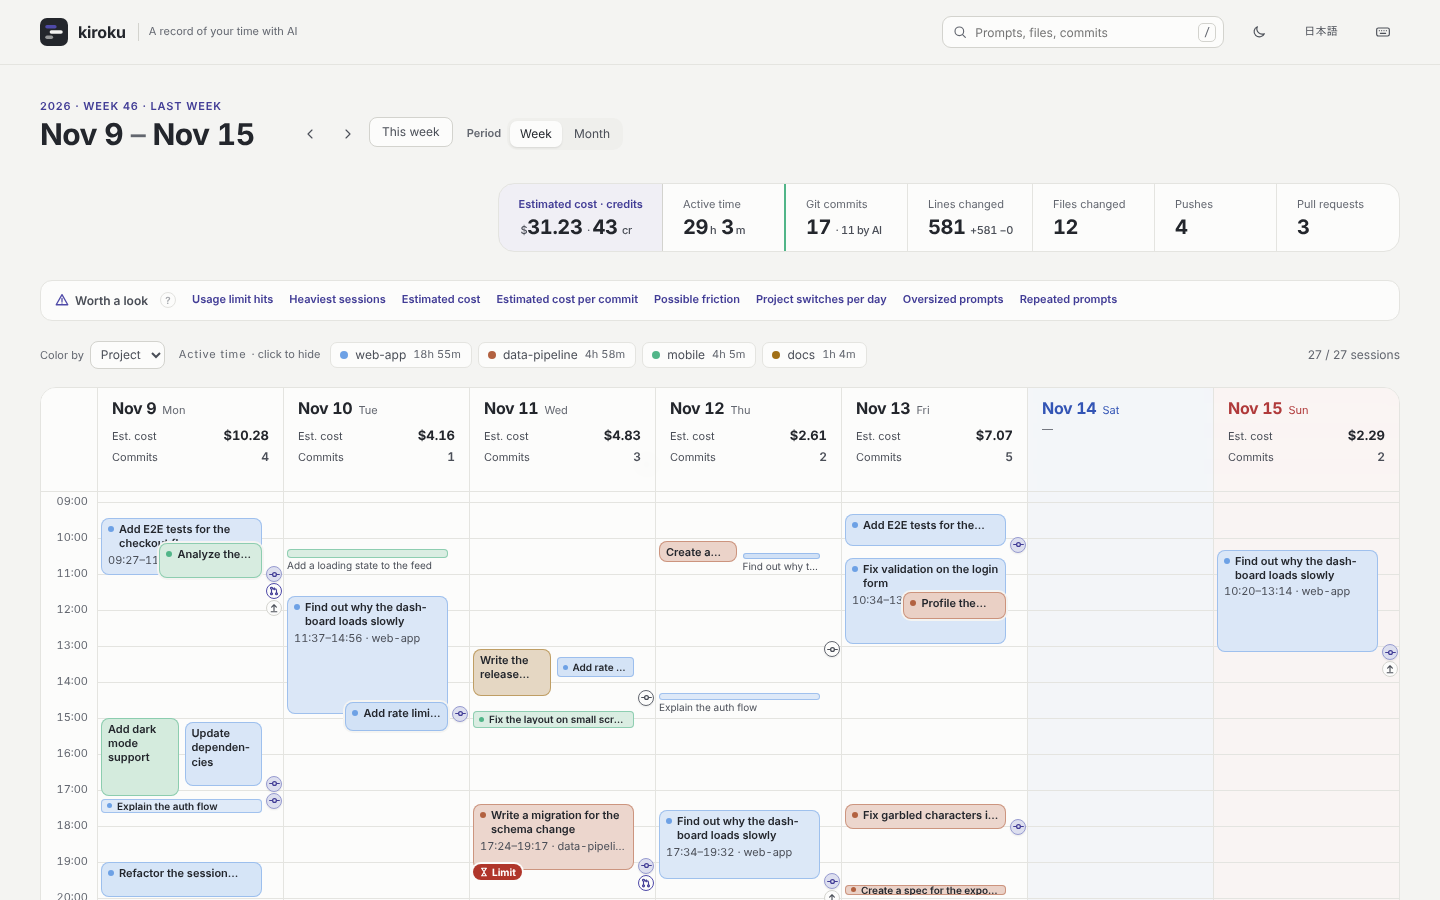 kiroku
A record of your time with AI
Prompts, files, commits
/
日本語
2026 · WEEK 46 · LAST WEEK
Nov 9 – Nov 15
This week
Period
Week
Month
Estimated cost · credits
$31.23 · 43 cr
Active time
29h 3m
Git commits
17 · 11 by AI
Lines changed
581 +581 −0
Files changed
12
Pushes
4
Pull requests
3
Worth a look
?
Usage limit hits
Heaviest sessions
Estimated cost
Estimated cost per commit
Possible friction
Project switches per day
Oversized prompts
Repeated prompts
Color by
Project
Active time · click to hide
web-app 18h 55m
data-pipeline 4h 58m
mobile 4h 5m
docs 1h 4m
27 / 27 sessions
Nov 9 Mon
Est. cost $10.28
Commits 4
Nov 10 Tue
Est. cost $4.16
Commits 1
Nov 11 Wed
Est. cost $4.83
Commits 3
Nov 12 Thu
Est. cost $2.61
Commits 2
Nov 13 Fri
Est. cost $7.07
Commits 5
Nov 14 Sat
—
Nov 15 Sun
Est. cost $2.29
Commits 2
09:00
10:00
11:00
12:00
13:00
14:00
15:00
16:00
17:00
18:00
19:00
20:00
Add E2E tests for the
09:27–11
Analyze the...
Add dark
mode
support
Update
dependen-
cies
Explain the auth flow
Refactor the session...
Add a loading state to the feed
Find out why the dash-
board loads slowly
11:37–14:56 · web-app
Add rate limi...
Write the
release...
Add rate ...
Fix the layout on small scr...
Write a migration for the
schema change
17:24–19:17 · data-pipeli...
Limit
Create a...
Find out why t...
Explain the auth flow
Find out why the dash-
board loads slowly
17:34–19:32 · web-app
Add E2E tests for the...
Fix validation on the login
form
10:34–13
Profile the...
Fix garbled characters i...
Create a spec for the expo...
Find out why the dash-
board loads slowly
10:20–13:14 · web-app